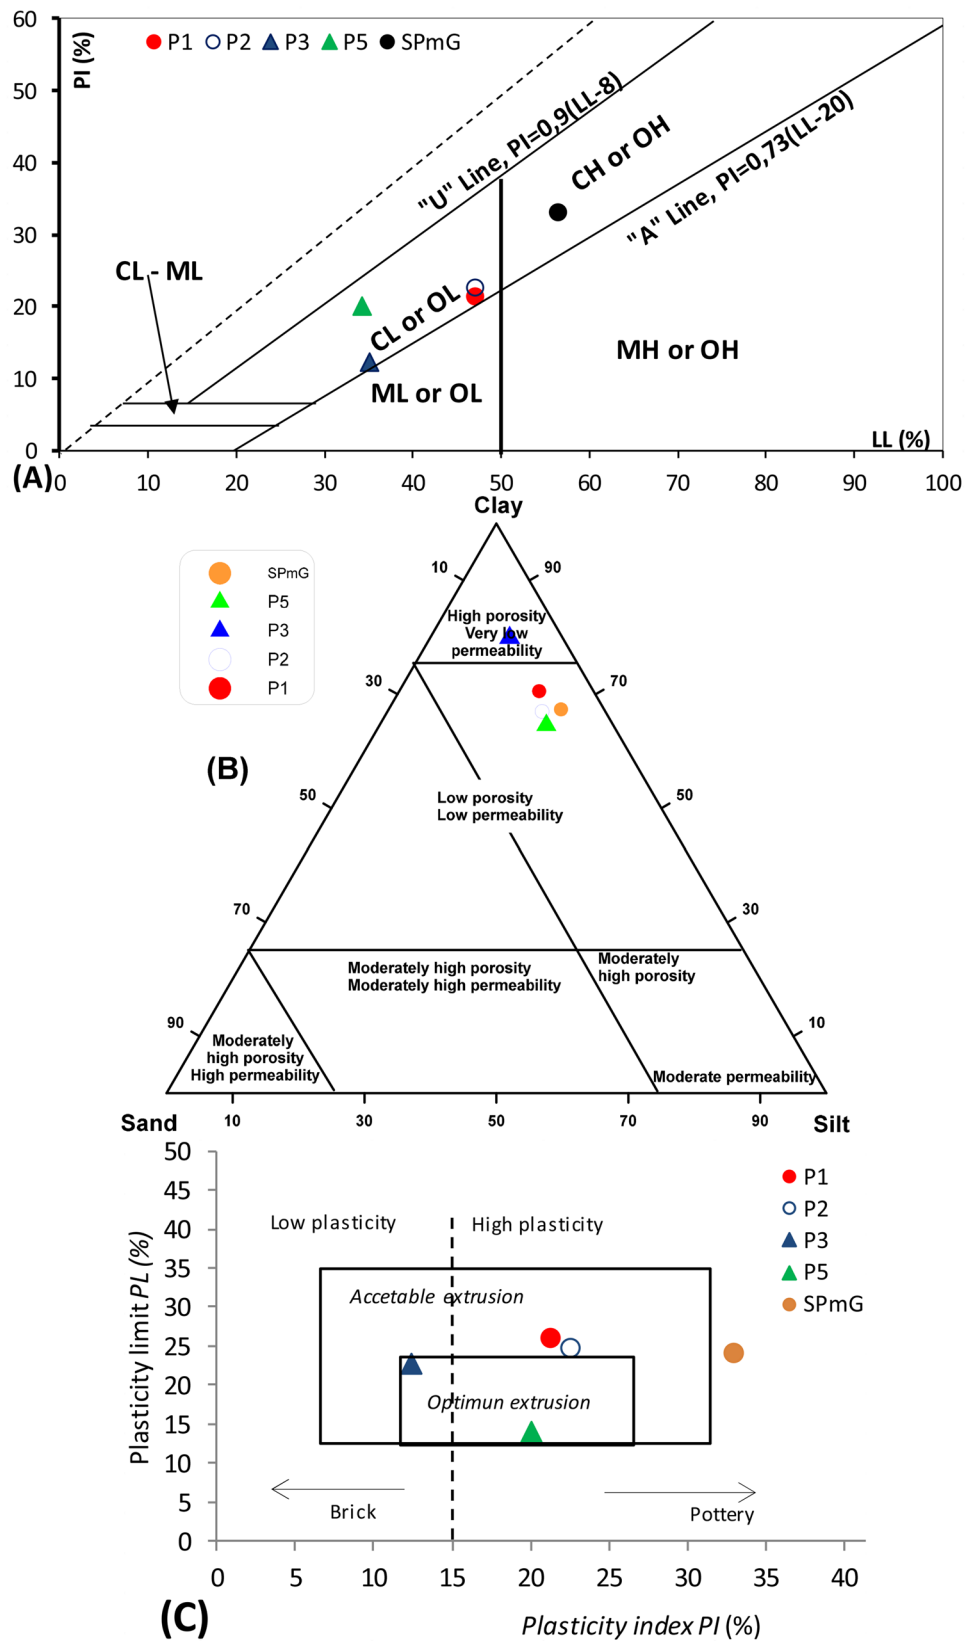 60
PI (%)
P1 P2 P3 P5 SPmG
50
40
30
20
10
0
"U" Line, PI=0,9(LL-8)
CH or OH
"A" Line, PI=0,73(LL-20)
CL - ML
CL or OL
MH or OH
ML or OL
LL (%)
(A)
0 10 20 30 40 50 60 70 80 90 100
Clay
SPmG
P5
P3
P2
P1
(B)
10 90
High porosity
Very low
permeability
30 70
50 50
Low porosity
Low permeability
70 30
Moderately high porosity
Moderately high permeability
Moderately
high porosity
90 10
Moderately
high porosity
High permeability
Moderate permeability
Sand 10 30 50 70 90 Silt
50
45
40
35
30
25
20
15
10
5
0
Plasticity limit PL (%)
P1
P2
P3
P5
SPmG
Low plasticity High plasticity
Accetable extrusion
Optimun extrusion
Brick Pottery
0 5 10 15 20 25 30 35 40
(C)
Plasticity index PI (%)